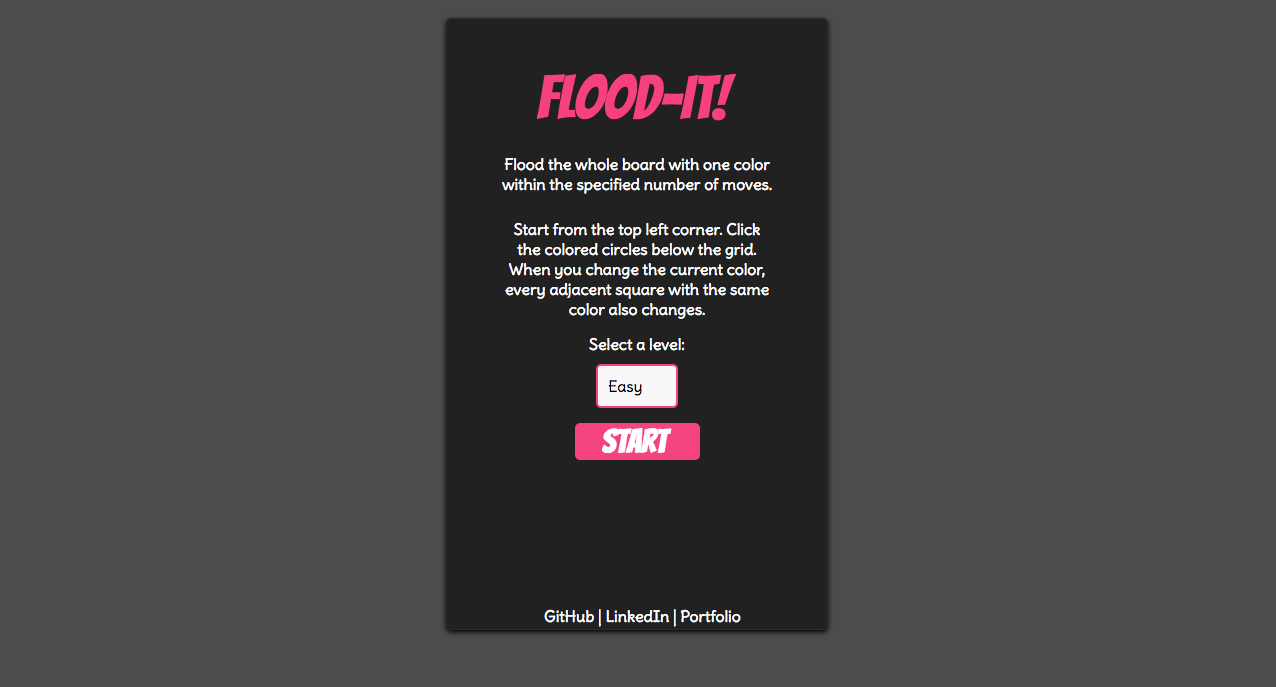 FLOOD-IT!
Flood the whole board with one color
within the specified number of moves.
Start from the top left corner. Click
the colored circles below the grid.
When you change the current color,
every adjacent square with the same
color also changes.
Select a level:
Easy
START
GitHub | LinkedIn | Portfolio